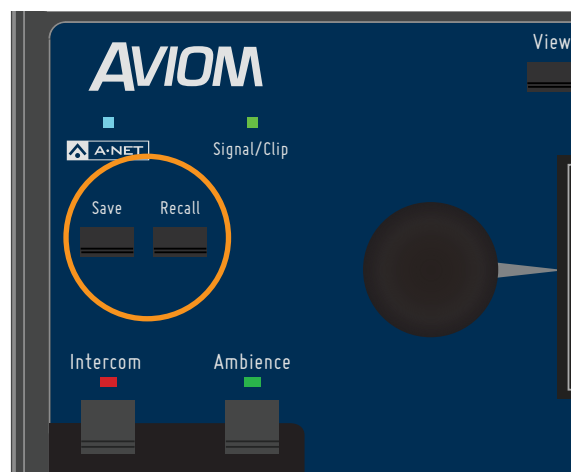 View
AVIOM
A·NET
Signal/Clip
Save
Recall
Intercom
Ambience